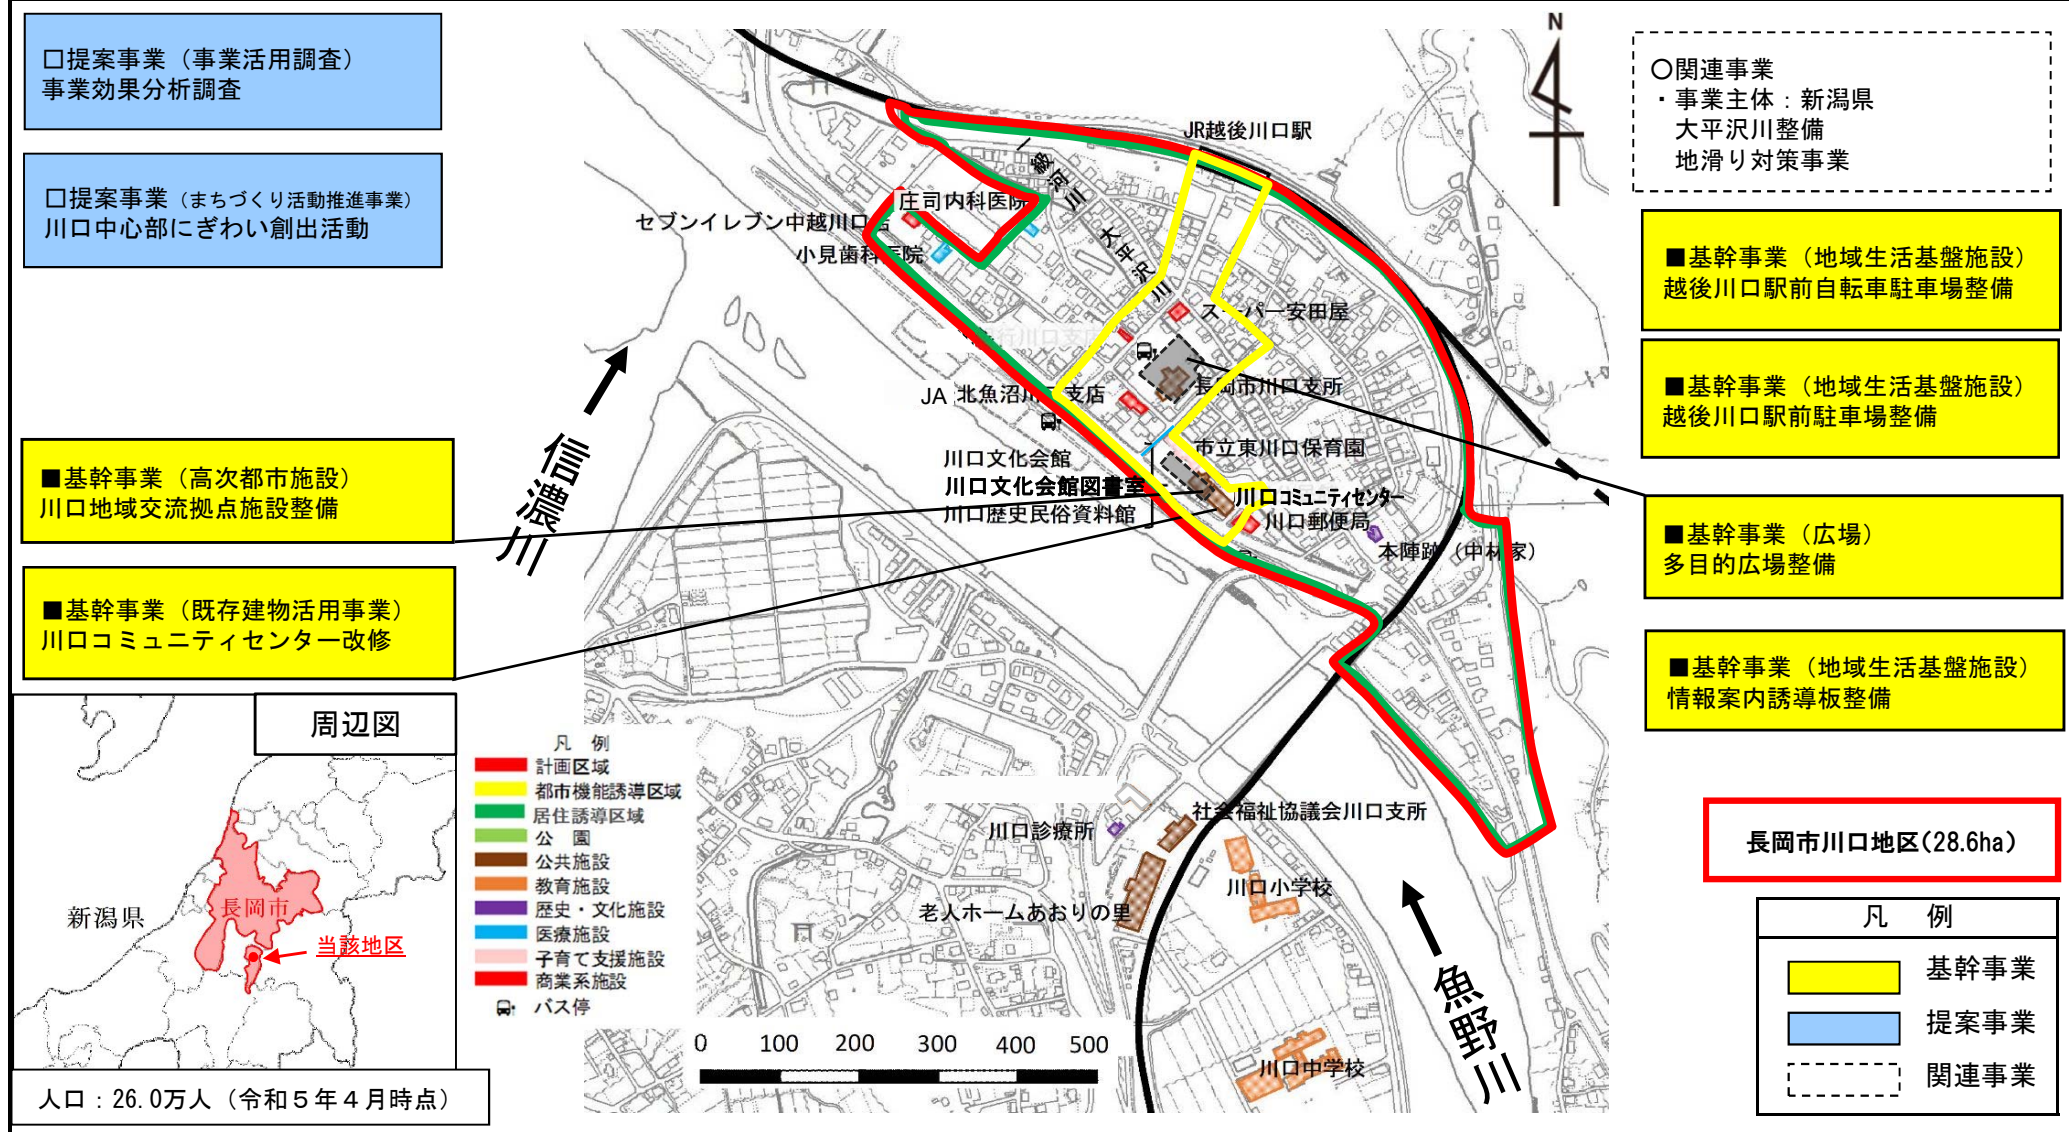 □提案事業（事業活用調査）
事業効果分析調査
□提案事業（まちづくり活動推進事業）
川口中心部にぎわい創出活動
■基幹事業（高次都市施設）
川口地域交流拠点施設整備
■基幹事業（既存建物活用事業）
川口コミュニティセンター改修
周辺図
新潟県
長岡市
当該地区
人口：26.0万人（令和５年４月時点）
凡　例
計画区域
都市機能誘導区域
居住誘導区域
公　園
公共施設
教育施設
歴史・文化施設
医療施設
子育て支援施設
商業系施設
バス停
0 100 200 300 400 500
N
JR越後川口駅
一級河川
大平沢川
庄司内科医院
セブンイレブン中越川口店
小見歯科医院
スーパー安田屋
行川口支店
長岡市川口支所
JA 北魚沼川口支店
市立東川口保育園
川口文化会館
川口文化会館図書室
川口歴史民俗資料館
川口コミュニティセンター
川口郵便局
本陣跡（中林家）
信濃川
川口診療所
社会福祉協議会川口支所
川口小学校
老人ホームあおりの里
川口中学校
魚野川
○関連事業
・事業主体：新潟県
大平沢川整備
地滑り対策事業
■基幹事業（地域生活基盤施設）
越後川口駅前自転車駐車場整備
■基幹事業（地域生活基盤施設）
越後川口駅前駐車場整備
■基幹事業（広場）
多目的広場整備
■基幹事業（地域生活基盤施設）
情報案内誘導板整備
長岡市川口地区(28.6ha)
凡　例
基幹事業
提案事業
関連事業